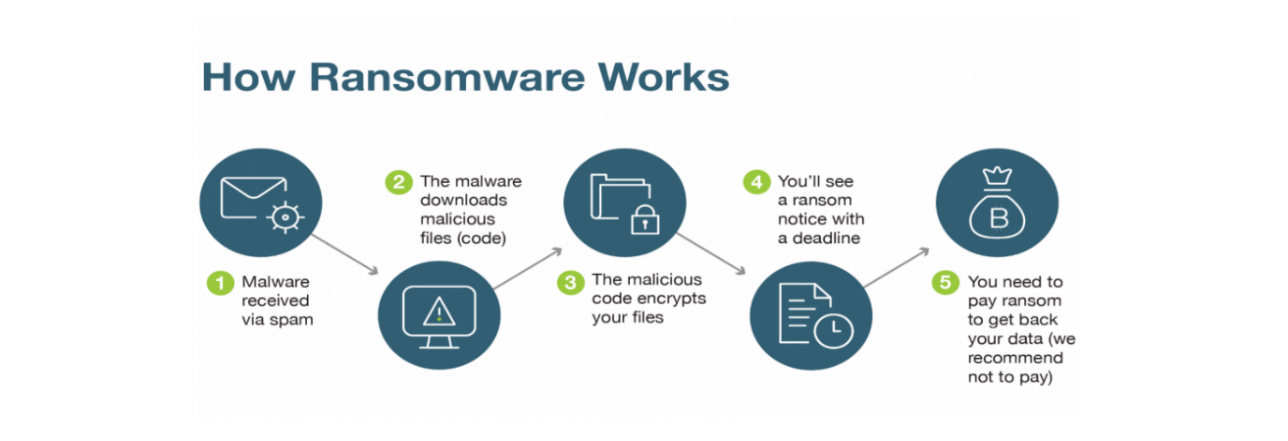 How Ransomware Works
1
Malware
received
via spam
2
The malware
downloads
malicious
files (code)
3
The malicious
code encrypts
your files
4
You'll see
a ransom
notice with
a deadline
B
5
You need to
pay ransom
to get back
your data (we
recommend
not to pay)